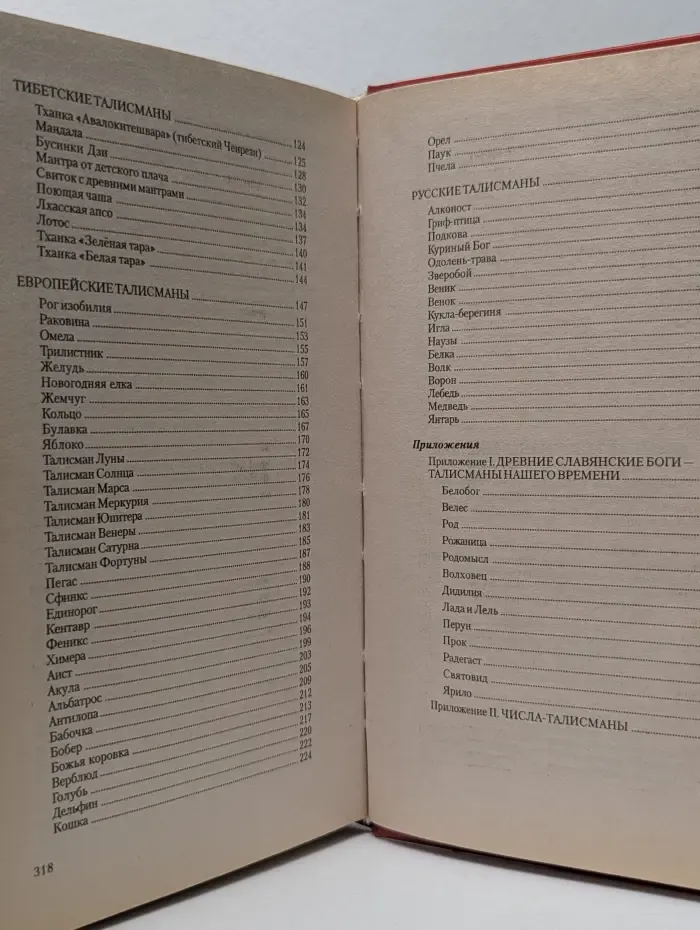 ТИБЕТСКИЕ ТАЛИСМАНЫ 124
Тханка «Авалокитешвара» (тибетский Ченрези) 125
Мандала 128
Бусинки Дзи 130
Мантра от детского плача 132
Свиток с древними мантрами 134
Поющая чаша 134
Лхасская апсо 137
Лотос 140
Тханка «Зелёная тара» 141
Тханка «Белая тара» 144
ЕВРОПЕЙСКИЕ ТАЛИСМАНЫ 147
Рог изобилия 151
Раковина 153
Омела 155
Трилистник 157
Желудь 160
Новогодняя елка 161
Жемчуг 163
Кольцо 165
Булавка 167
Яблоко 170
Талисман Луны 172
Талисман Солнца 174
Талисман Марса 176
Талисман Меркурия 178
Талисман Юпитера 180
Талисман Венеры 181
Талисман Сатурна 183
Талисман Фортуны 185
Пегас 187
Сфинкс 188
Единорог 190
Кентавр 192
Феникс 193
Химера 194
Аист 196
Акула 199
Альбатрос 203
Антилопа 205
Бабочка 209
Бобер 212
Божья коровка 213
Верблюд 217
Голубь 220
Дельфин 222
Кошка 224
318
Орел
Паук
Пчела
РУССКИЕ ТАЛИСМАНЫ
Алконост
Гриф-птица
Подкова
Куриный Бог
Одолень-трава
Зверобой
Веник
Венок
Кукла-берегиня
Игла
Наузы
Белка
Волк
Ворон
Лебедь
Медведь
Янтарь
Приложения
Приложение I. ДРЕВНИЕ СЛАВЯНСКИЕ БОГИ —
ТАЛИСМАНЫ НАШЕГО ВРЕМЕНИ
Белобог
Велес
Род
Рожаница
Родомысл
Волховец
Дидилия
Лада и Лель
Перун
Прок
Радегаст
Святовид
Ярило
Приложение II. ЧИСЛА-ТАЛИСМАНЫ